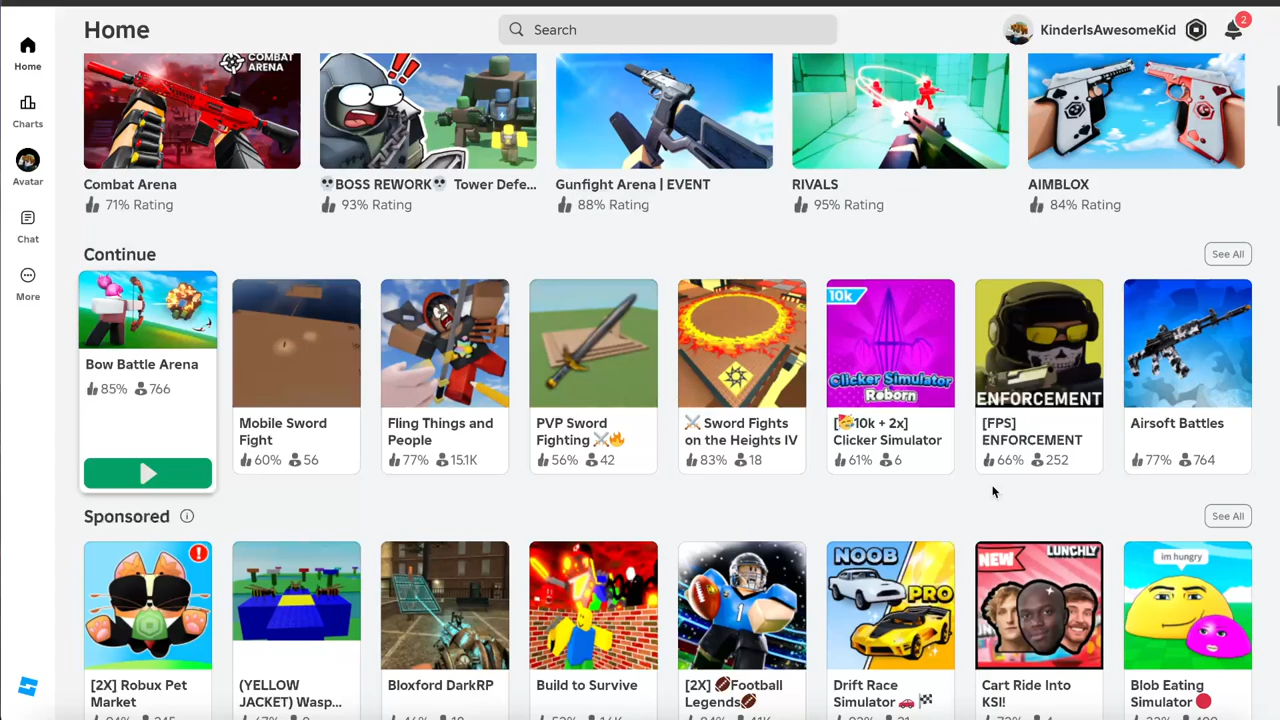 Home
Search
KinderIsAwesomeKid
2
Home
Charts
Avatar
Chat
More
COMBAT
ARENA
Combat Arena
71% Rating
💀BOSS REWORK💀 Tower Defe...
93% Rating
Gunfight Arena | EVENT
88% Rating
RIVALS
95% Rating
AIMBLOX
84% Rating
Continue
See All
Bow Battle Arena
85% 766
Mobile Sword
Fight
60% 56
Fling Things and
People
77% 15.1K
PVP Sword
Fighting ⚔️🔥
56% 42
⚔️ Sword Fights
on the Heights IV
83% 18
10k
Clicker Simulator
Reborn
[🥳10k + 2x]
Clicker Simulator
61% 6
ENFORCEMENT
[FPS]
ENFORCEMENT
66% 252
Airsoft Battles
77% 764
Sponsored
See All
[2X] Robux Pet
Market
(YELLOW
JACKET) Wasp...
Bloxford DarkRP
Build to Survive
[2X] 🏈Football
Legends🏈
NOOB
PRO
Drift Race
Simulator 🚗 🏁
NEW
LUNCHLY
Cart Ride Into
KSI!
im hungry
Blob Eating
Simulator 🔴